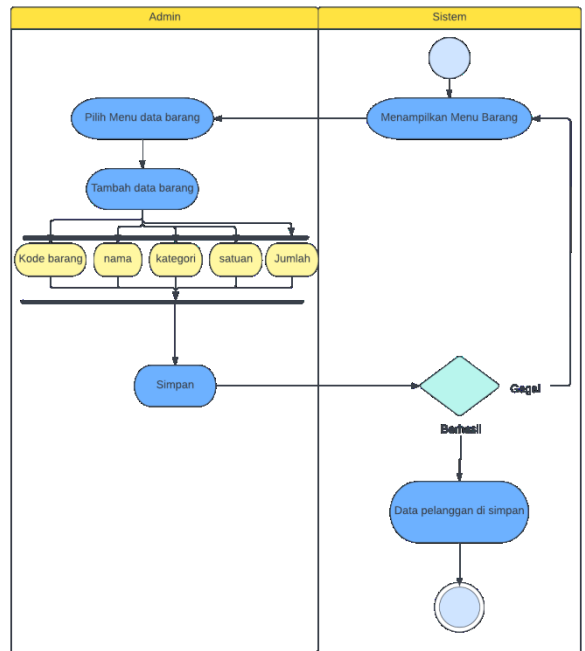 Admin
Sistem
Pilih Menu data barang
Menampilkan Menu Barang
Tambah data barang
Kode barang
nama
kategori
satuan
Jumlah
Simpan
Gagal
Berhasil
Data pelanggan di simpan